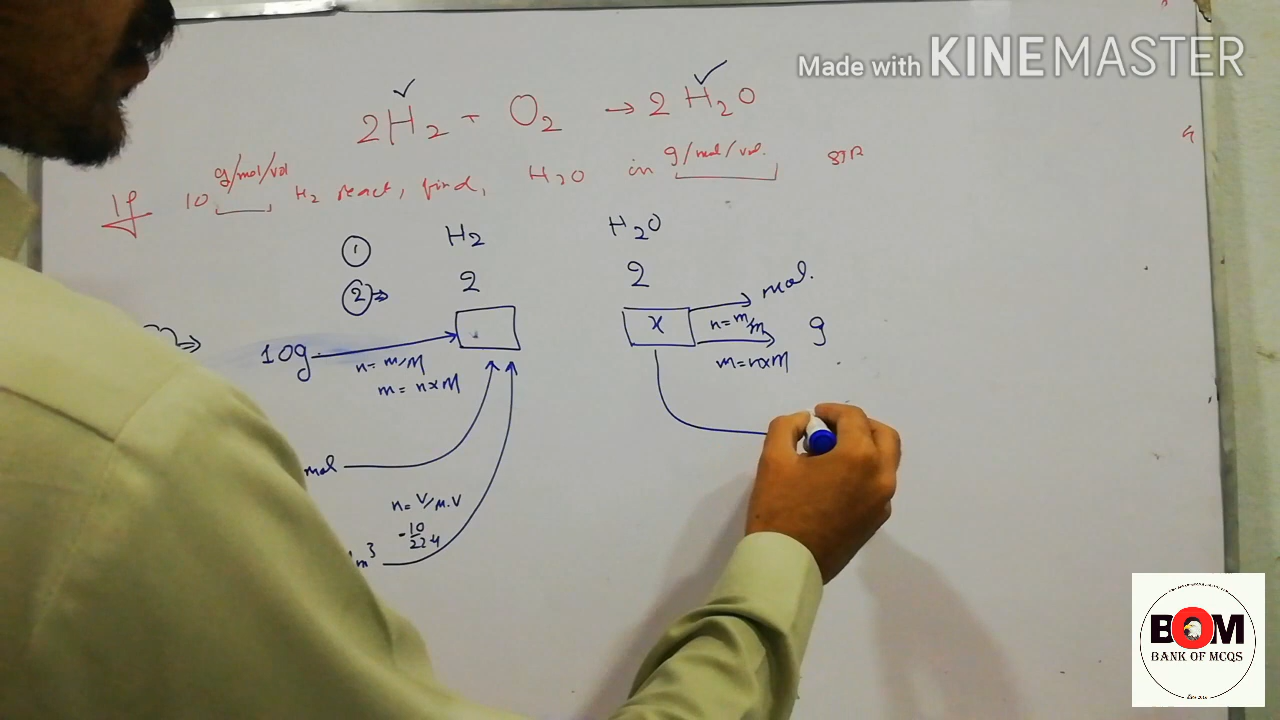 Made with KINEMASTER
2H₂ + O₂ → 2 H₂O
g/mol/vol g/mol/vol.
If 10 H₂ react, find, H₂O in STP
① H₂ H₂O
② ⇒ 2 2
mol.
x n=m/m
10g g
n=m/M m=n×M
m=n×M
mol
n=V/M.V
-10/22.4
m³
BOM
BANK OF MCQS